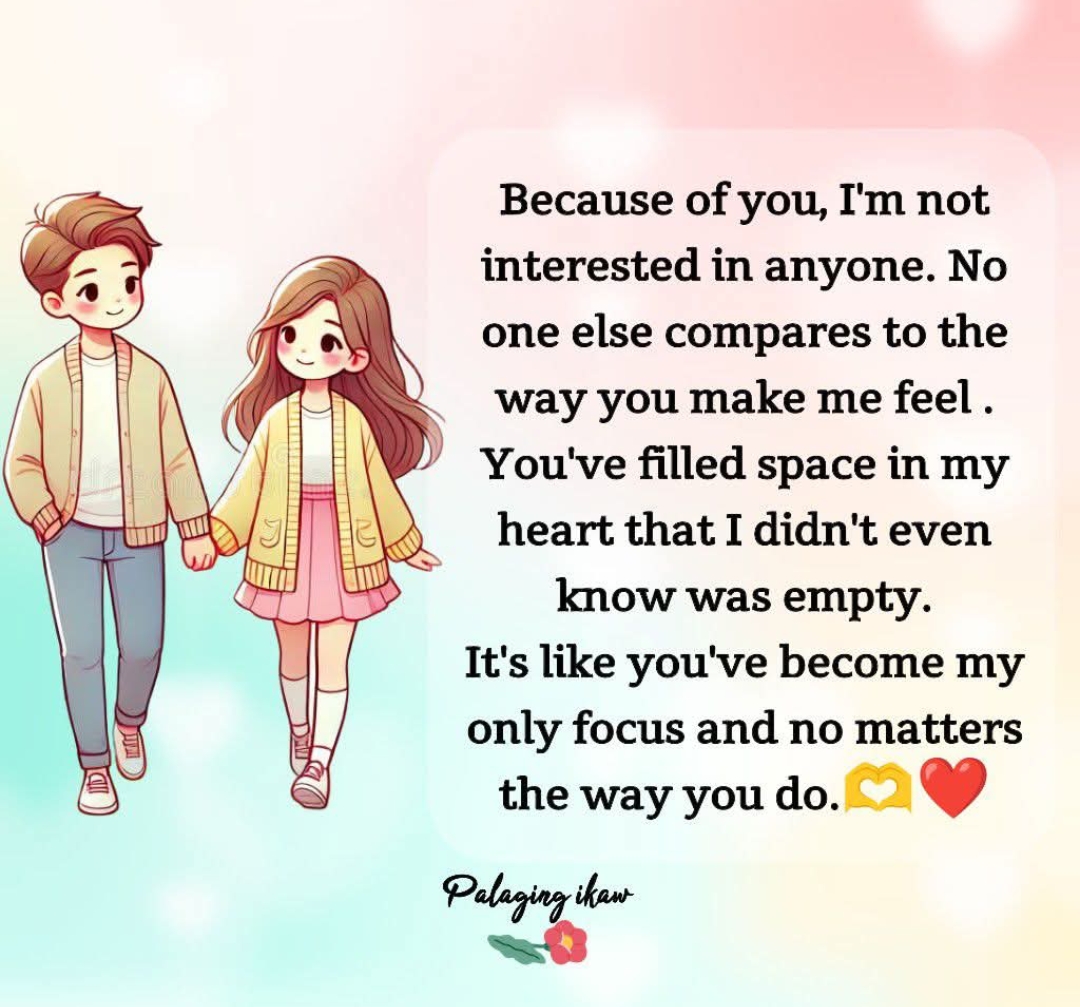 Because of you, I'm not
interested in anyone. No
one else compares to the
way you make me feel .
You've filled space in my
heart that I didn't even
know was empty.
It's like you've become my
only focus and no matters
the way you do.🫶❤️
Palaging ikaw